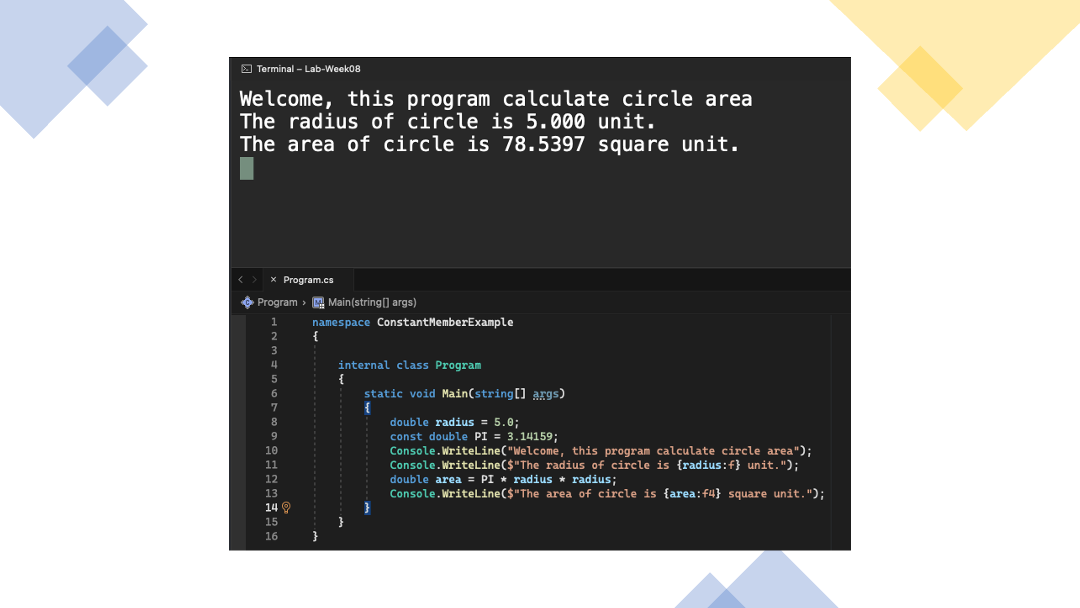 Terminal – Lab-Week08
Welcome, this program calculate circle area
The radius of circle is 5.000 unit.
The area of circle is 78.5397 square unit.
Program.cs
Program › Main(string[] args)
1 namespace ConstantMemberExample
2 {
3
4 internal class Program
5 {
6 static void Main(string[] args)
7 {
8 double radius = 5.0;
9 const double PI = 3.14159;
10 Console.WriteLine("Welcome, this program calculate circle area");
11 Console.WriteLine($"The radius of circle is {radius:f} unit.");
12 double area = PI * radius * radius;
13 Console.WriteLine($"The area of circle is {area:f4} square unit.");
14 }
15 }
16 }